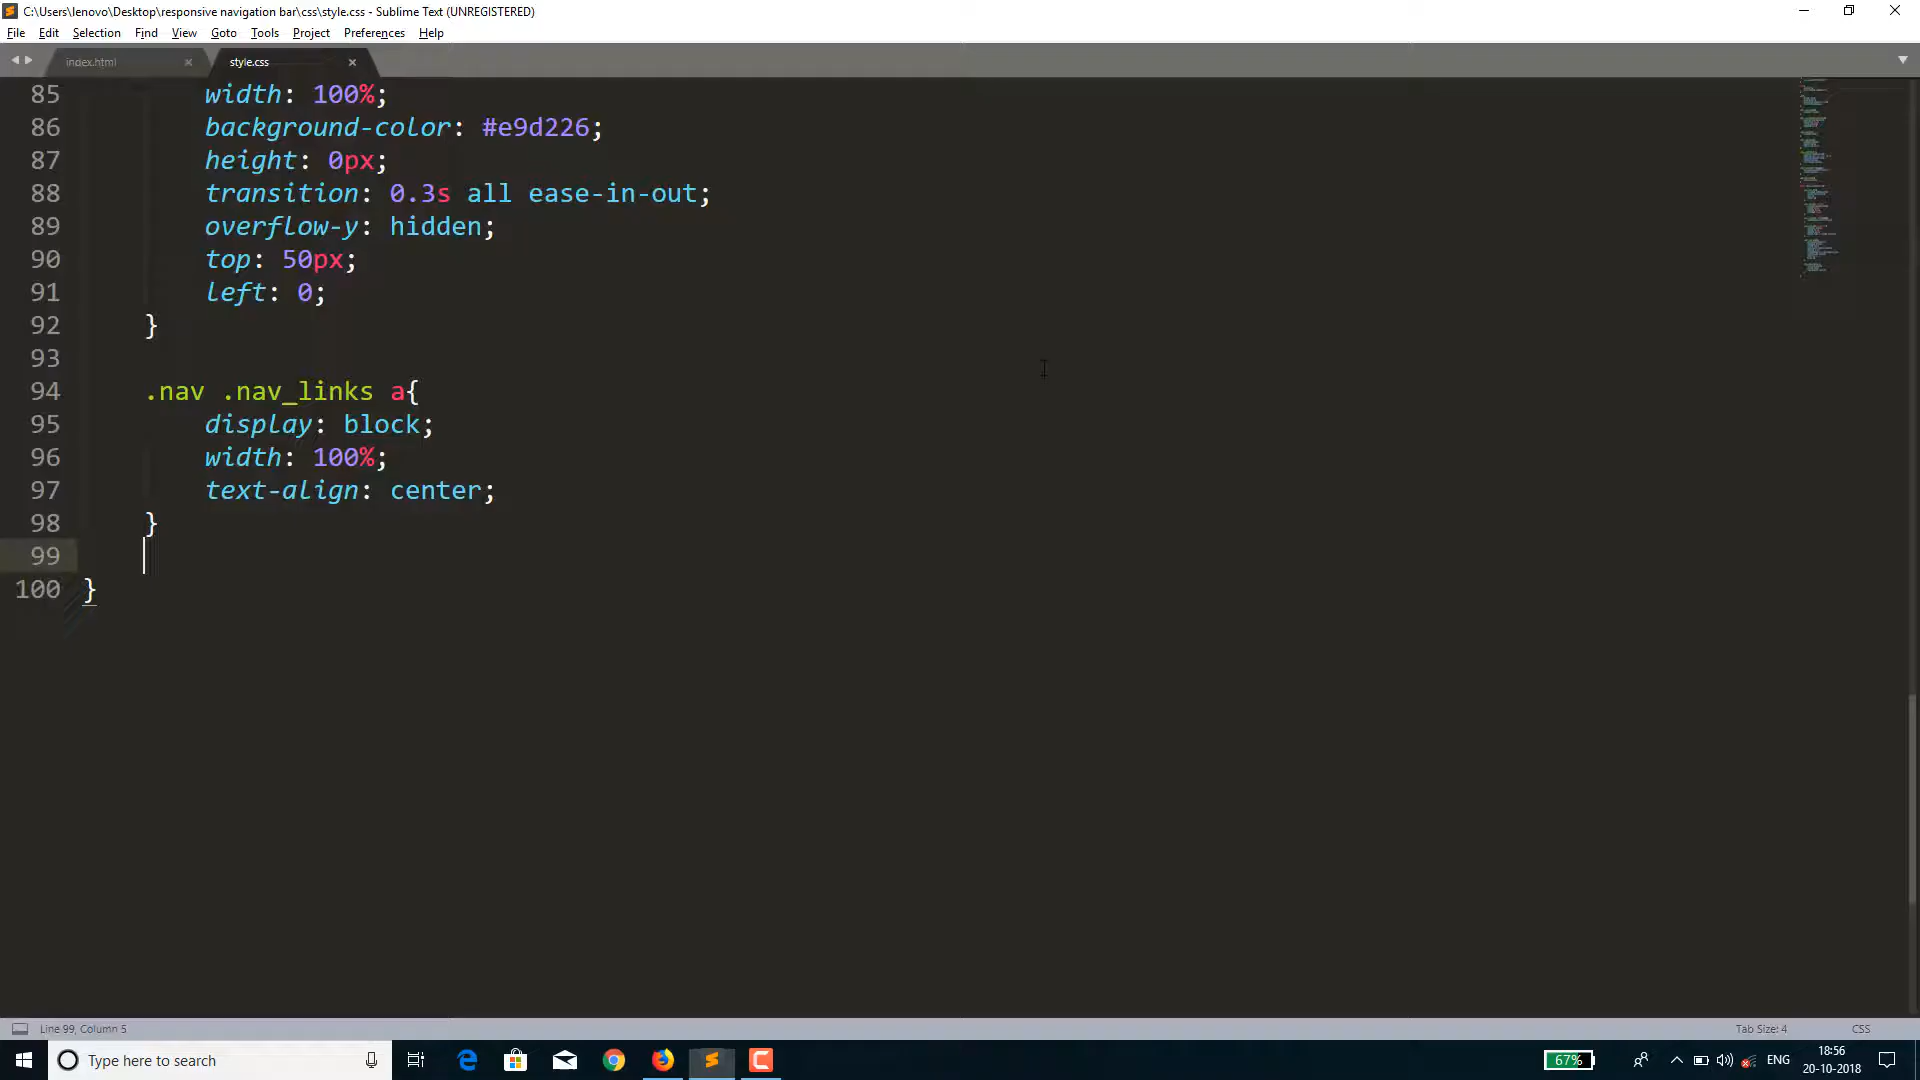 C:\Users\lenovo\Desktop\responsive navigation bar\css\style.css - Sublime Text (UNREGISTERED)
File Edit Selection Find View Goto Tools Project Preferences Help
index.html × style.css ×
85 width: 100%;
86 background-color: #e9d226;
87 height: 0px;
88 transition: 0.3s all ease-in-out;
89 overflow-y: hidden;
90 top: 50px;
91 left: 0;
92 }
93
94 .nav .nav_links a{
95 display: block;
96 width: 100%;
97 text-align: center;
98 }
99
100 }
Line 99, Column 5 Tab Size: 4 CSS
Type here to search 67% ENG 18:56
20-10-2018